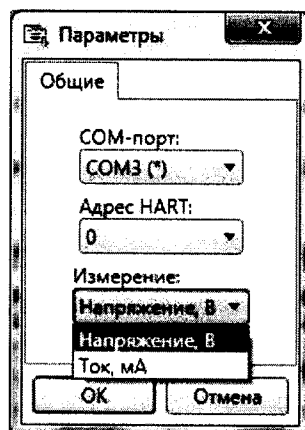 Параметры
Общие
COM-порт:
COM3 (*)
Адрес HART:
0
Измерение:
Напряжение, В
Напряжение, В
Ток, мА
ОК
Отмена